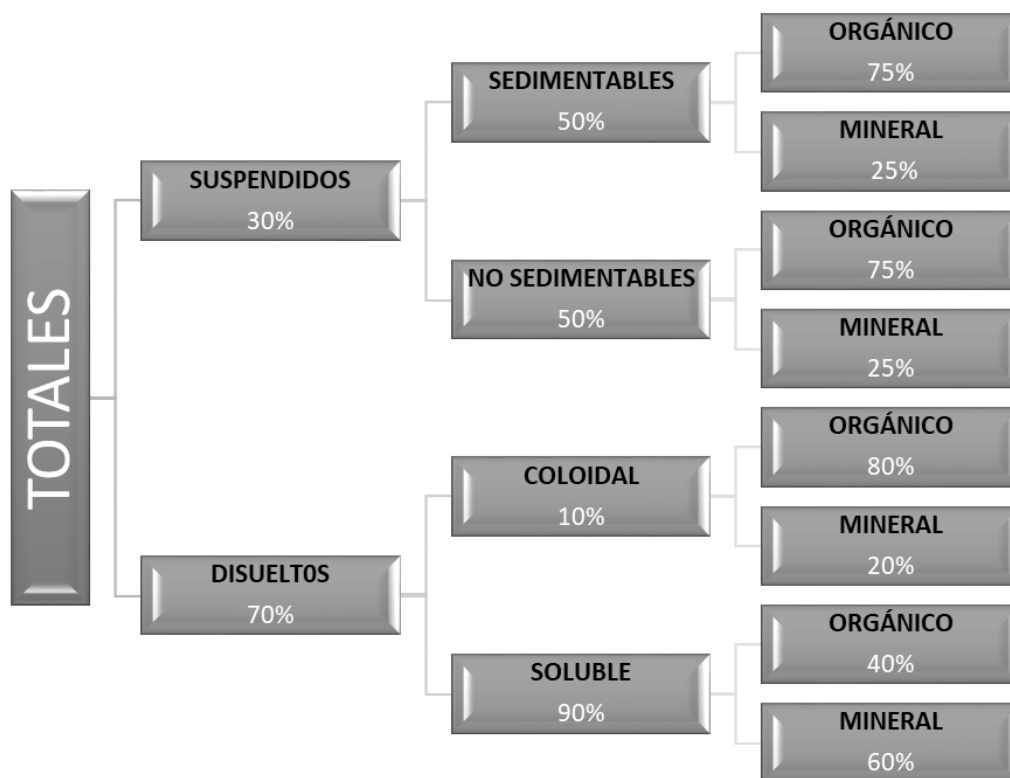 TOTALES
SUSPENDIDOS
30%
SEDIMENTABLES
50%
ORGÁNICO
75%
MINERAL
25%
NO SEDIMENTABLES
50%
ORGÁNICO
75%
MINERAL
25%
DISUELT0S
70%
COLOIDAL
10%
ORGÁNICO
80%
MINERAL
20%
SOLUBLE
90%
ORGÁNICO
40%
MINERAL
60%